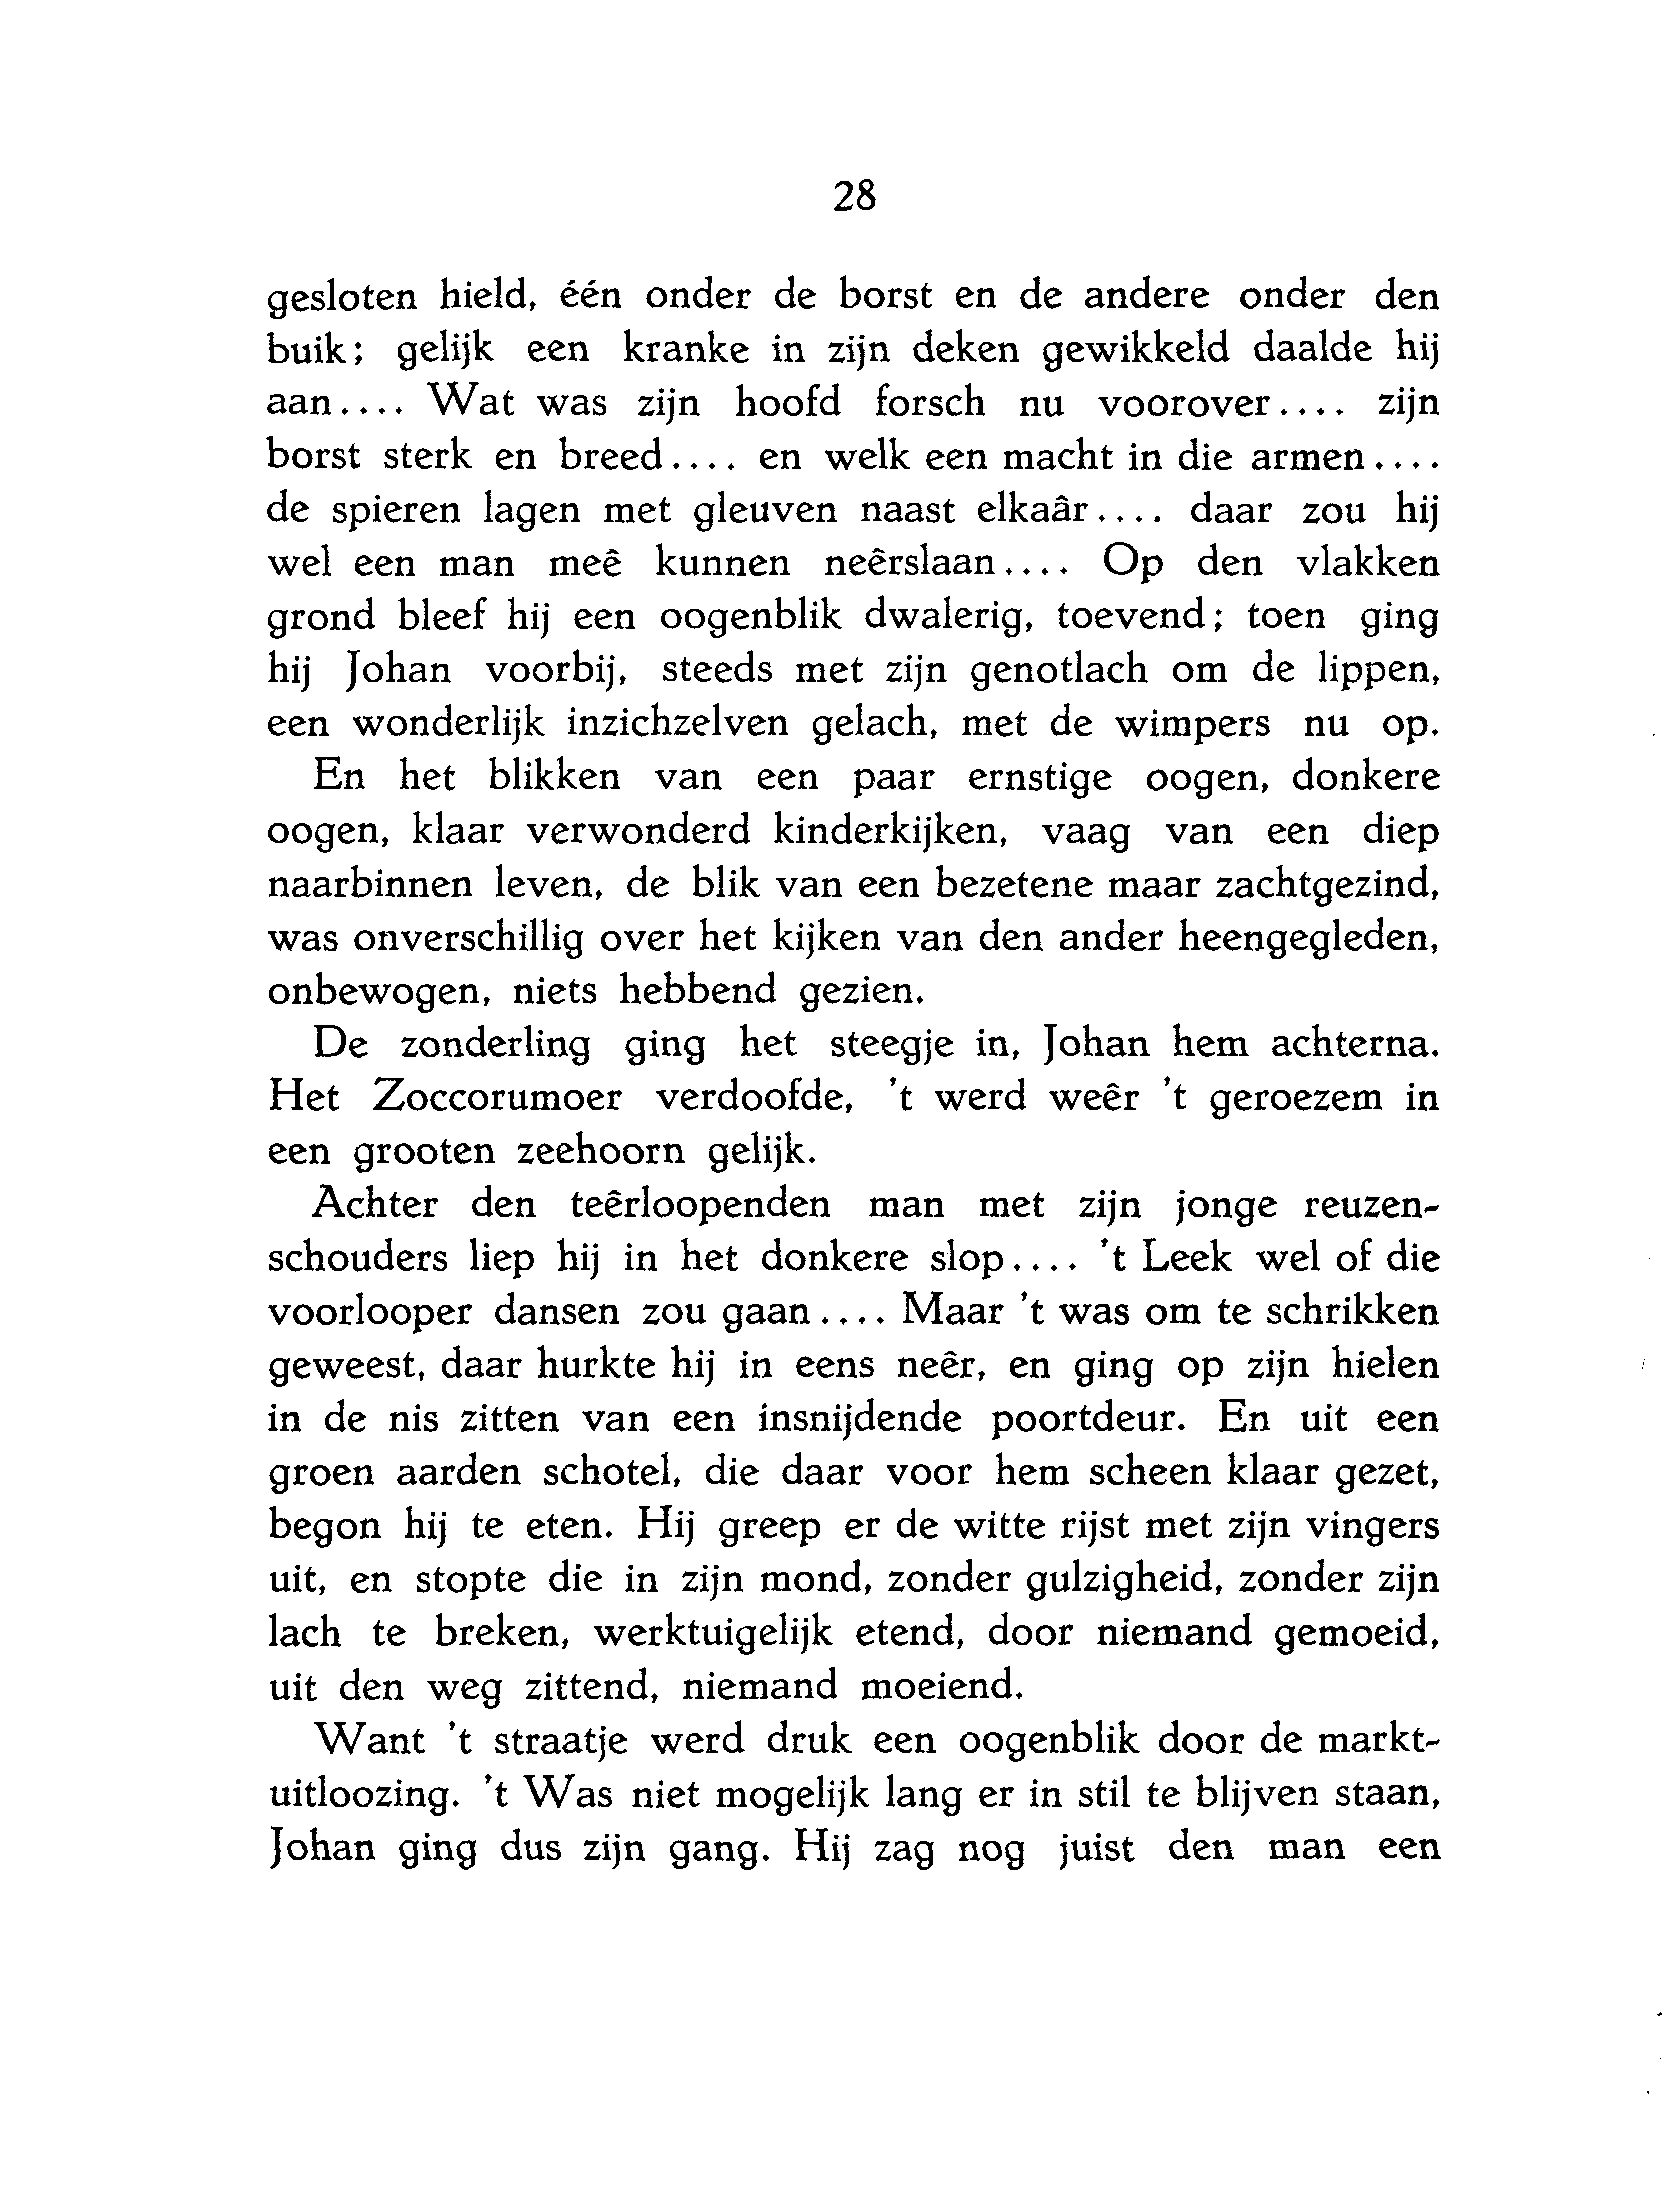 28
gesloten hield, één onder de borst en de andere onder den
buik; gelijk een kranke in zijn deken gewikkeld daalde hij
aan.... Wat was zijn hoofd forsch nu voorover.... zijn
borst sterk en breed.... en welk een macht in die armen....
de spieren lagen met gleuven naast elkaâr.... daar zou hij
wel een man meê kunnen neêrslaan.... Op den vlakken
grond bleef hij een oogenblik dwalerig, toevend; toen ging
hij Johan voorbij, steeds met zijn genotlach om de lippen,
een wonderlijk inzichzelven gelach, met de wimpers nu op.
En het blikken van een paar ernstige oogen, donkere
oogen, klaar verwonderd kinderkijken, vaag van een diep
naarbinnen leven, de blik van een bezetene maar zachtgezind,
was onverschillig over het kijken van den ander heengegleden,
onbewogen, niets hebbend gezien.
De zonderling ging het steegje in, Johan hem achterna.
Het Zoccorumoer verdoofde, 't werd weêr 't geroezem in
een grooten zeehoorn gelijk.
Achter den teêrloopenden man met zijn jonge reuzen-
schouders liep hij in het donkere slop.... 't Leek wel of die
voorlooper dansen zou gaan.... Maar 't was om te schrikken
geweest, daar hurkte hij in eens neêr, en ging op zijn hielen
in de nis zitten van een insnijdende poortdeur. En uit een
groen aarden schotel, die daar voor hem scheen klaar gezet,
begon hij te eten. Hij greep er de witte rijst met zijn vingers
uit, en stopte die in zijn mond, zonder gulzigheid, zonder zijn
lach te breken, werktuigelijk etend, door niemand gemoeid,
uit den weg zittend, niemand moeiend.
Want 't straatje werd druk een oogenblik door de markt-
uitloozing. 't Was niet mogelijk lang er in stil te blijven staan,
Johan ging dus zijn gang. Hij zag nog juist den man een